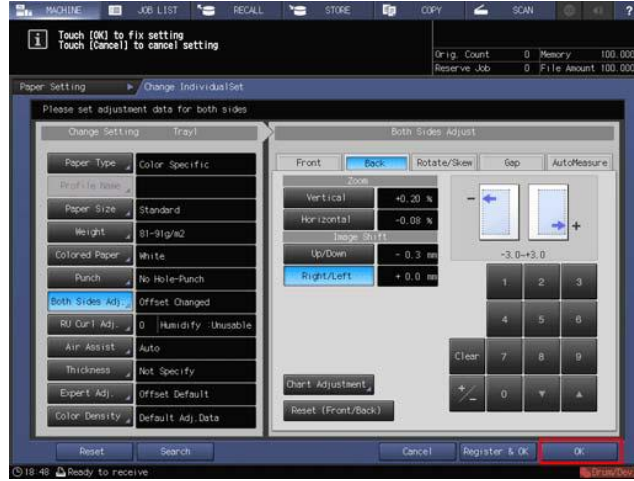 MACHINE JOB LIST RECALL STORE COPY SCAN ?
Touch [OK] to fix setting
Touch [Cancel] to cancel setting
Orig. Count 0 Memory 100.000
Reserve Job 0 File Amount 100.000
Paper Setting Change IndividualSet
Please set adjustment data for both sides
Change Setting Tray1
Both Sides Adjust
Paper Type Color Specific
Profile Name
Paper Size Standard
Weight 81-91g/m2
Colored Paper White
Punch No Hole-Punch
Both Sides Adj. Offset Changed
RU Curl Adj. 0 Humidify :Unusable
Air Assist Auto
Thickness Not Specify
Expert Adj. Offset Default
Color Density Default Adj.Data
Front Back Rotate/Skew Gap AutoMeasure
Zoom
Vertical +0.20 %
Horizontal -0.08 %
Image Shift
Up/Down - 0.3 mm
Right/Left + 0.0 mm
- +
-3.0~+3.0
1 2 3
4 5 6
Clear 7 8 9
+/- 0 ▼ ▲
Chart Adjustment
Reset (Front/Back)
Reset Search Cancel Register & OK OK
18:48 Ready to receive Drum/Dev